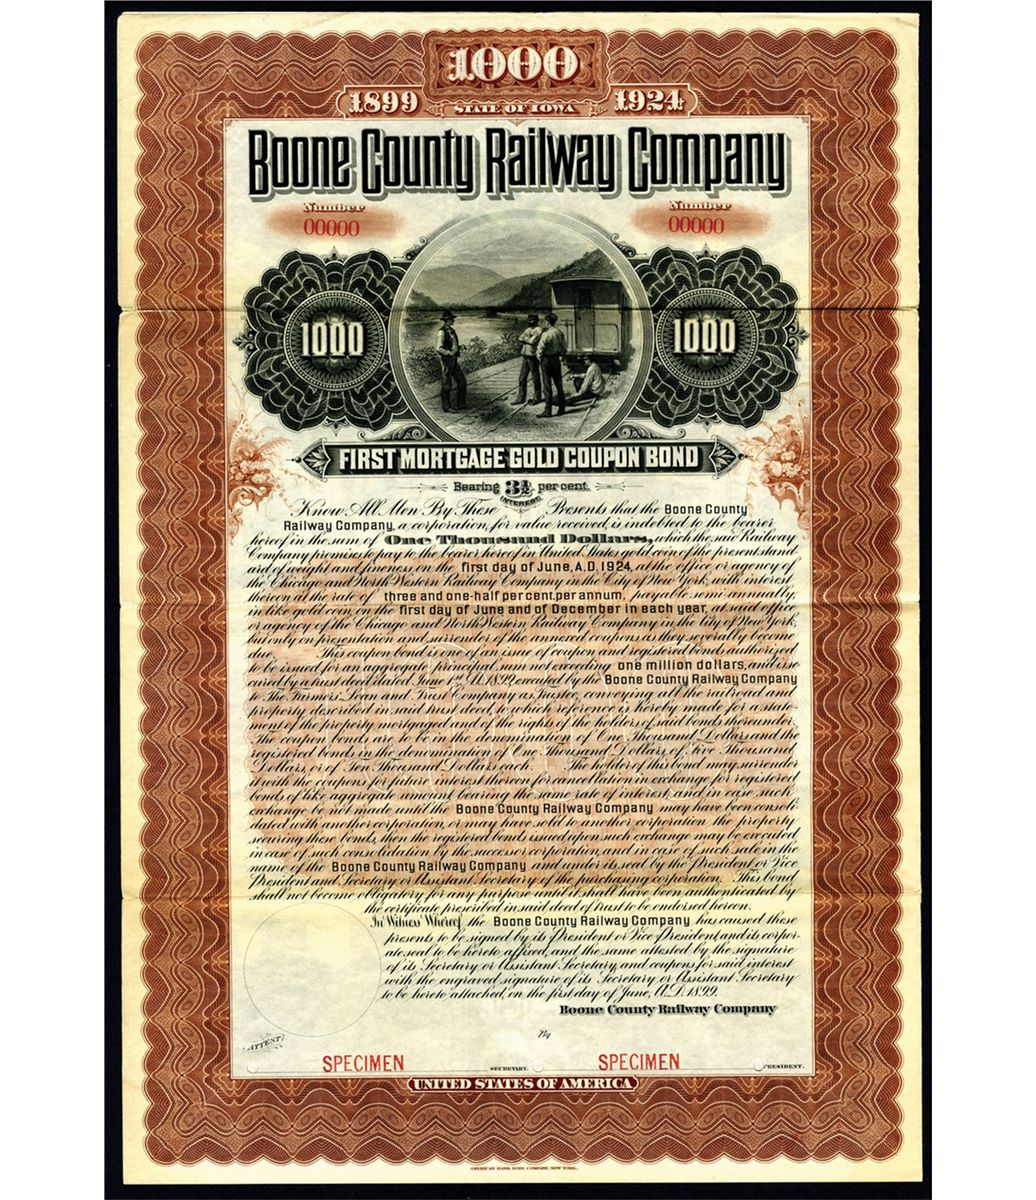 1000
1899 STATE OF IOWA 1924
Boone County Railway Company
Number Number
00000 00000
1000 1000
FIRST MORTGAGE GOLD COUPON BOND
Bearing 3½ per cent.
INTEREST
Know All Men By These Presents that the Boone County
Railway Company, a corporation, for value received, is indebted to the bearer
hereof in the sum of One Thousand Dollars, which the said Railway
Company promises to pay to the bearer hereof in United States gold coin of the present stand-
ard of weight and fineness, on the first day of June, A.D. 1924, at the office or agency of
the Chicago and North Western Railway Company in the City of New York, with interest
thereon at the rate of three and one-half per cent, per annum, payable semi-annually,
in like gold coin, on the first day of June and of December in each year, at said office
or agency of the Chicago and North Western Railway Company in the city of New York,
but only on presentation and surrender of the annexed coupons as they severally become
due. This coupon bond is one of an issue of coupon and registered bonds authorized
to be issued for an aggregate principal sum not exceeding one million dollars, and is se-
cured by a trust deed dated June 1st, 1899, executed by the Boone County Railway Company
to The Farmers' Loan and Trust Company as Trustee, conveying all the railroad and
property described in said trust deed, to which reference is hereby made for a state-
ment of the property mortgaged and of the rights of the holders of said bonds thereunder.
The coupon bonds are to be in the denomination of One Thousand Dollars, and the
registered bonds in the denomination of One Thousand Dollars, of Five Thousand
Dollars, or of Ten Thousand Dollars each. The holder of this bond may surrender
it with the coupons for future interest thereon for cancellation in exchange for registered
bonds of like aggregate amount bearing the same rate of interest, and in case such
exchange is not made until the Boone County Railway Company may have been consoli-
dated with another corporation, or may have sold to another corporation the property
securing these bonds, then the registered bonds issued upon such exchange may be executed
in case of such consolidation by the successor corporation, and in case of such sale in the
name of the Boone County Railway Company and under its seal by the President or Vice
President and Secretary or Assistant Secretary of the purchasing corporation. This bond
shall not become obligatory for any purpose until it shall have been authenticated by
the certificate prescribed in said deed of trust to be endorsed hereon.
In Witness Whereof, the Boone County Railway Company has caused these
presents to be signed by its President or Vice President, and its corpor-
ate seal to be hereto affixed, and the same attested by the signature
of its Secretary or Assistant Secretary, and coupons for said interest
with the engraved signature of its Secretary or Assistant Secretary
to be hereto attached, on the first day of June, A.D. 1899.
Boone County Railway Company
By
ATTEST:
SPECIMEN SECRETARY. SPECIMEN PRESIDENT.
UNITED STATES OF AMERICA
AMERICAN BANK NOTE COMPANY, NEW YORK.